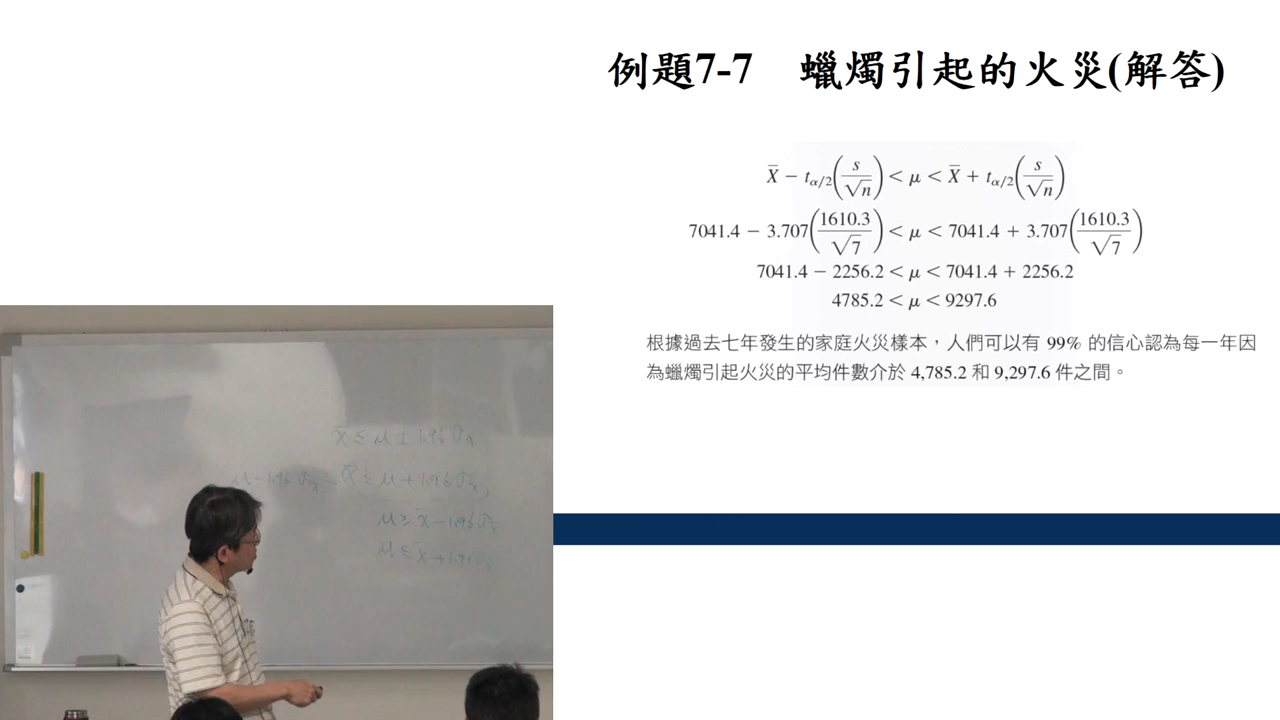 例題7-7 蠟燭引起的火災(解答)
X̄ − t_{α/2}(s/√n) < μ < X̄ + t_{α/2}(s/√n)
7041.4 − 3.707(1610.3/√7) < μ < 7041.4 + 3.707(1610.3/√7)
7041.4 − 2256.2 < μ < 7041.4 + 2256.2
4785.2 < μ < 9297.6
根據過去七年發生的家庭火災樣本,人們可以有 99% 的信心認為每一年因
為蠟燭引起火災的平均件數介於 4,785.2 和 9,297.6 件之間。
μ ≥ x̄ − 1.96 σx̄